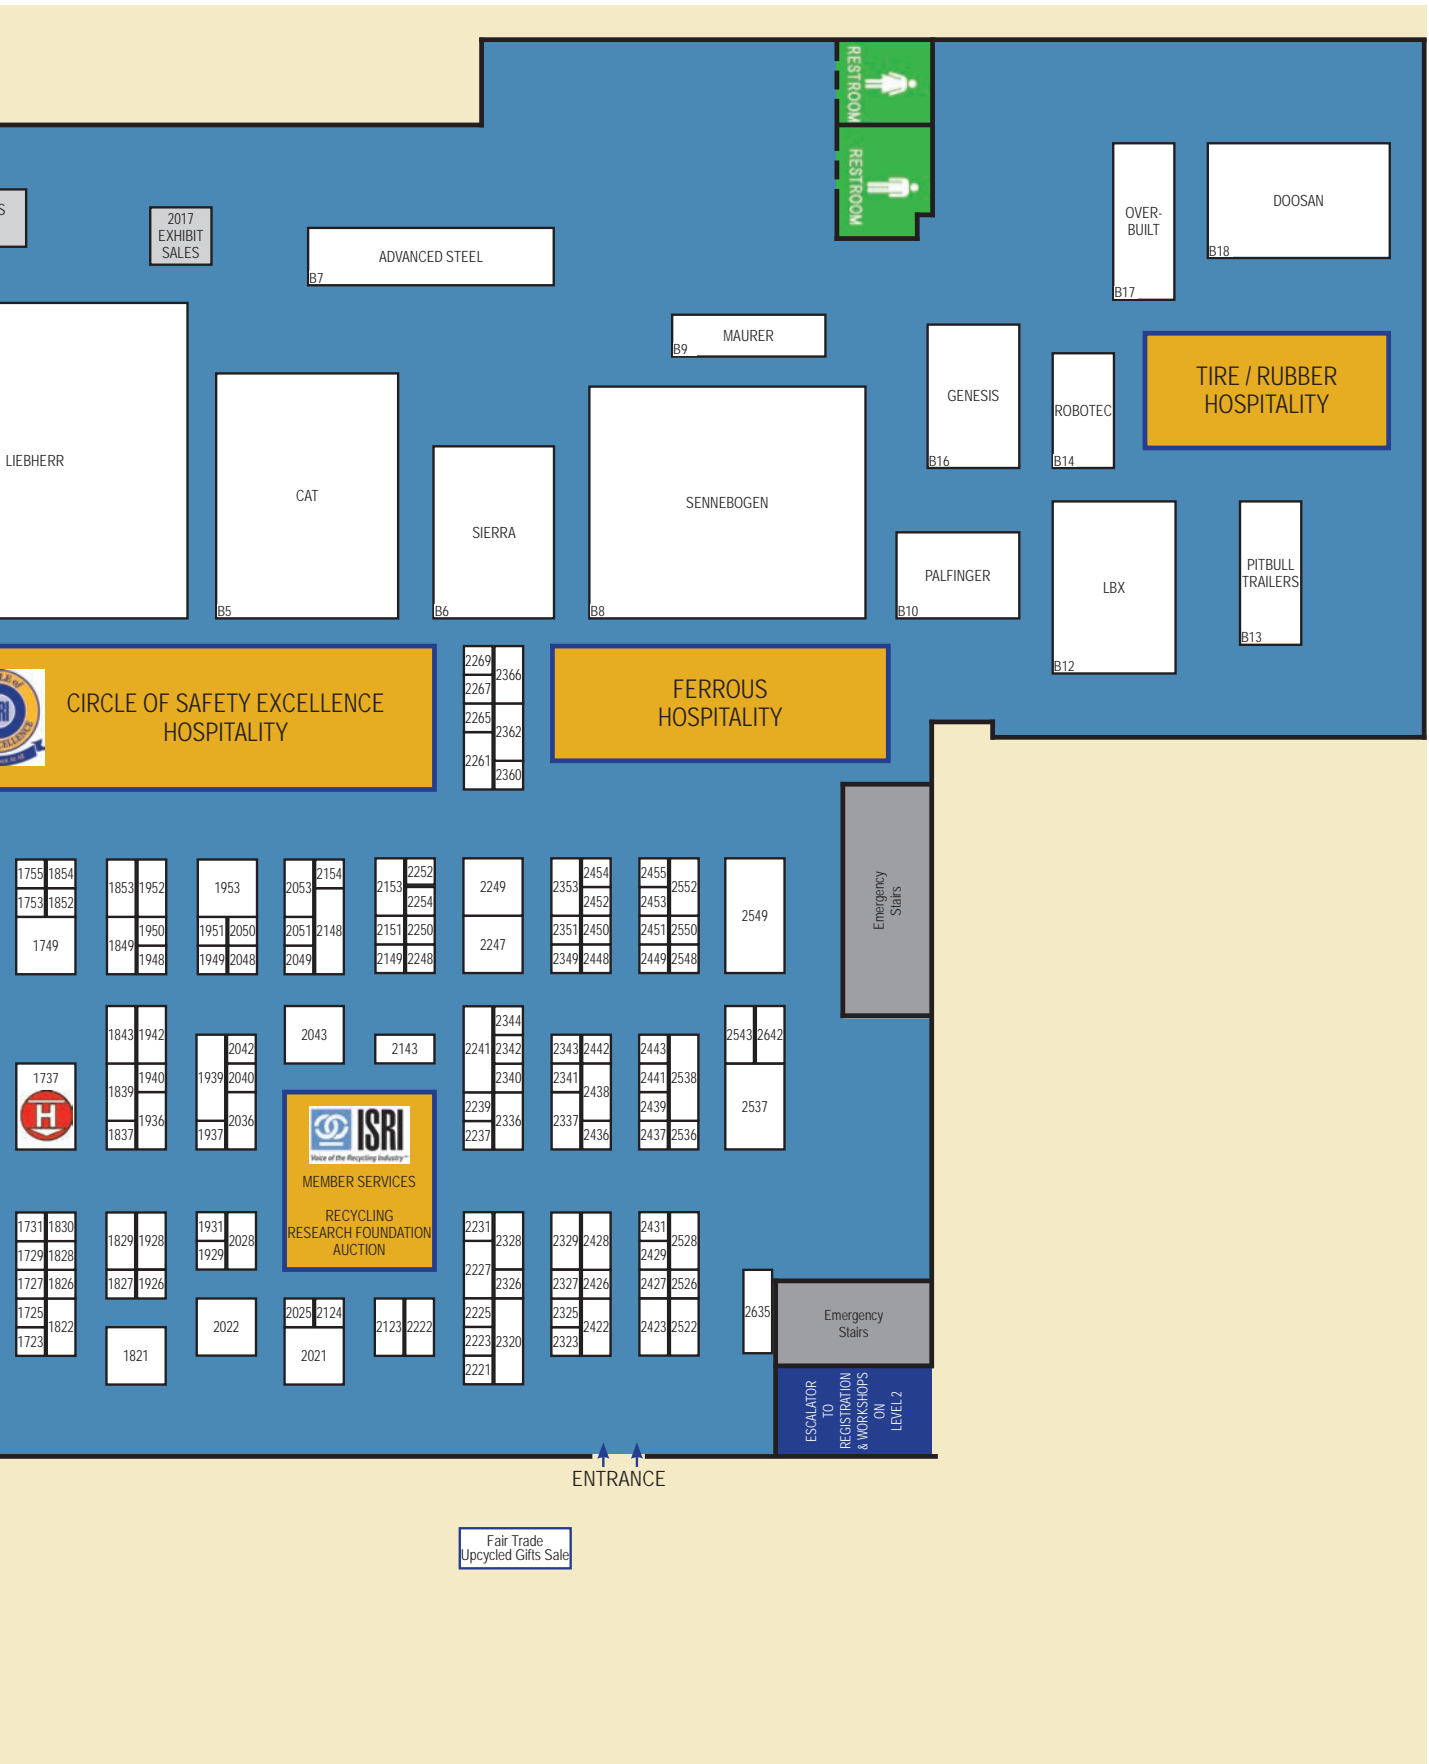 RESTROOM
RESTROOM
S
2017
EXHIBIT
SALES
ADVANCED STEEL
B7
OVER-
BUILT
B17
DOOSAN
B18
MAURER
B9
GENESIS
B16
ROBOTEC
B14
TIRE / RUBBER
HOSPITALITY
LIEBHERR
CAT
B5
SIERRA
B6
SENNEBOGEN
B8
PALFINGER
B10
LBX
B12
PITBULL
TRAILERS
B13
CIRCLE OF SAFETY EXCELLENCE
HOSPITALITY
2269
2267
2265
2261
2366
2362
2360
FERROUS
HOSPITALITY
Emergency
Stairs
1755 1854
1753 1852
1749
1853 1952
1849
1950
1948
1953
1951 2050
1949 2048
2053
2154
2051
2148
2049
2153
2252
2254
2151 2250
2149 2248
2249
2247
2353
2454
2452
2351 2450
2349 2448
2455
2453
2552
2451 2550
2449 2548
2549
1737
H
1843 1942
1839
1940
1936
1837
1939
2042
2040
2036
1937
2043
2143
2241
2344
2342
2340
2239
2237
2336
2343 2442
2341
2438
2337
2436
2443
2441
2538
2439
2437 2536
2543 2642
2537
ISRI
Voice of the Recycling Industry
MEMBER SERVICES
RECYCLING
RESEARCH FOUNDATION
AUCTION
1731 1830
1729 1828
1727 1826
1725
1822
1723
1829 1928
1827 1926
1821
1931
1929
2028
2022
2025 2124
2021
2123 2222
2231
2328
2227
2326
2225
2223
2320
2221
2329 2428
2327 2426
2325
2422
2323
2431
2429
2528
2427 2526
2423 2522
2635
Emergency
Stairs
ESCALATOR
TO
REGISTRATION
& WORKSHOPS
ON
LEVEL 2
ENTRANCE
Fair Trade
Upcycled Gifts Sale